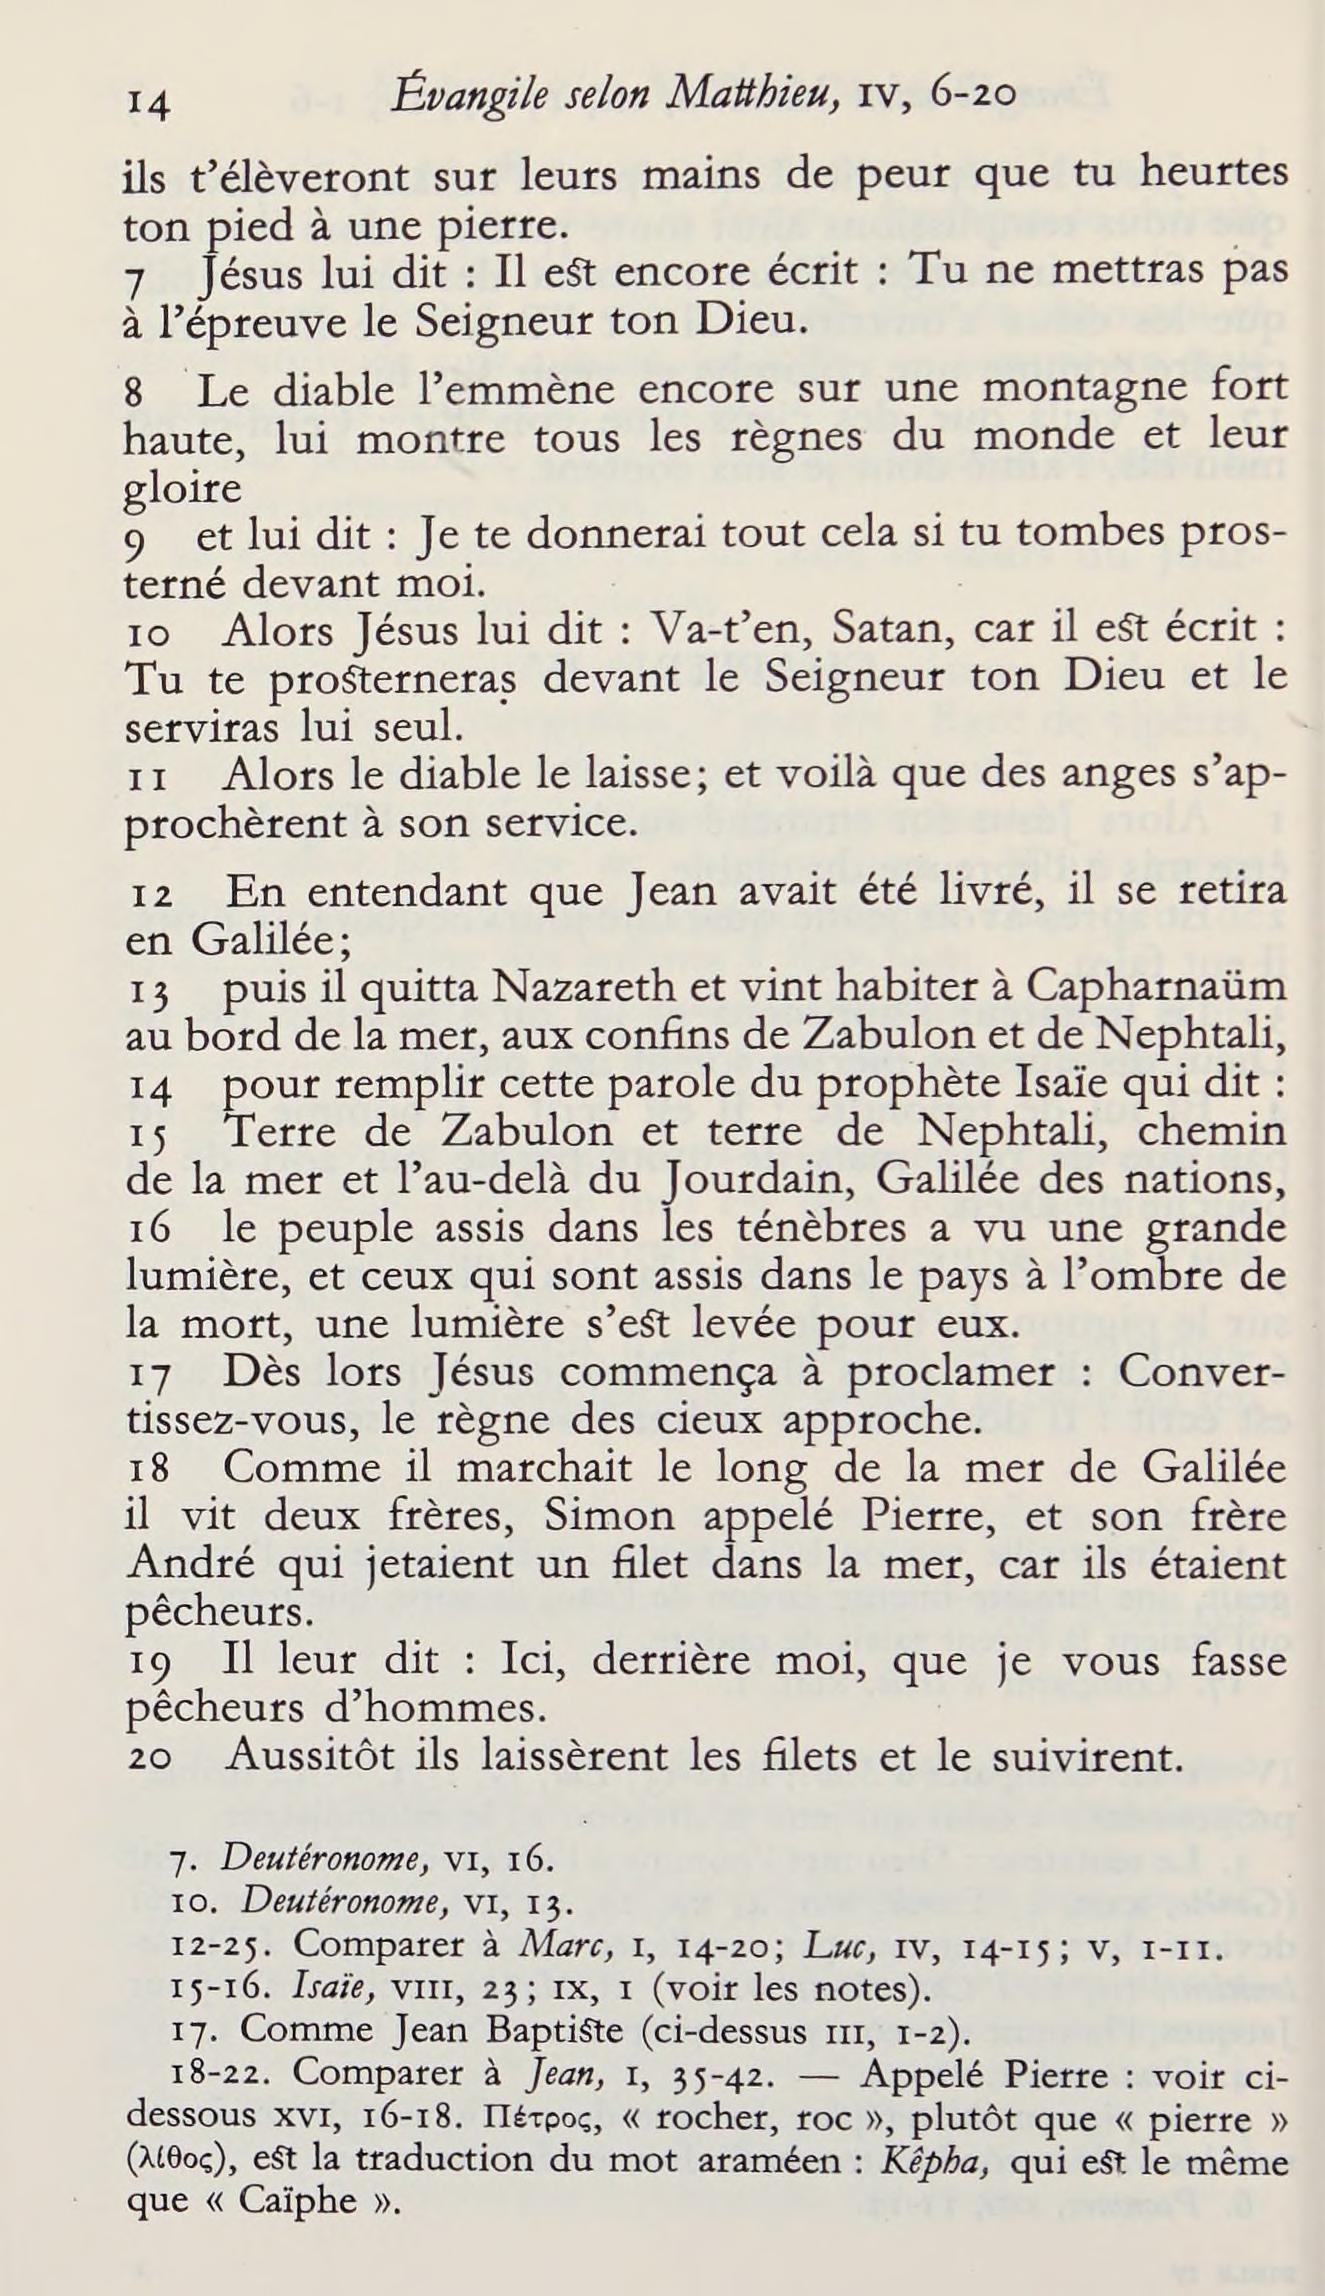 14 Évangile selon Matthieu, IV, 6-20
ils t'élèveront sur leurs mains de peur que tu heurtes
ton pied à une pierre.
7 Jésus lui dit : Il est encore écrit : Tu ne mettras pas
à l'épreuve le Seigneur ton Dieu.
8 Le diable l'emmène encore sur une montagne fort
haute, lui montre tous les règnes du monde et leur
gloire
9 et lui dit : Je te donnerai tout cela si tu tombes pros-
terné devant moi.
10 Alors Jésus lui dit : Va-t'en, Satan, car il est écrit :
Tu te prosterneras devant le Seigneur ton Dieu et le
serviras lui seul.
11 Alors le diable le laisse; et voilà que des anges s'ap-
prochèrent à son service.
12 En entendant que Jean avait été livré, il se retira
en Galilée;
13 puis il quitta Nazareth et vint habiter à Capharnaüm
au bord de la mer, aux confins de Zabulon et de Nephtali,
14 pour remplir cette parole du prophète Isaïe qui dit :
15 Terre de Zabulon et terre de Nephtali, chemin
de la mer et l'au-delà du Jourdain, Galilée des nations,
16 le peuple assis dans les ténèbres a vu une grande
lumière, et ceux qui sont assis dans le pays à l'ombre de
la mort, une lumière s'est levée pour eux.
17 Dès lors Jésus commença à proclamer : Conver-
tissez-vous, le règne des cieux approche.
18 Comme il marchait le long de la mer de Galilée
il vit deux frères, Simon appelé Pierre, et son frère
André qui jetaient un filet dans la mer, car ils étaient
pêcheurs.
19 Il leur dit : Ici, derrière moi, que je vous fasse
pêcheurs d'hommes.
20 Aussitôt ils laissèrent les filets et le suivirent.
7. Deutéronome, VI, 16.
10. Deutéronome, VI, 13.
12-25. Comparer à Marc, I, 14-20; Luc, IV, 14-15; V, 1-11.
15-16. Isaïe, VIII, 23; IX, 1 (voir les notes).
17. Comme Jean Baptiste (ci-dessus III, 1-2).
18-22. Comparer à Jean, I, 35-42. — Appelé Pierre : voir ci-
dessous XVI, 16-18. Πέτρος, « rocher, roc », plutôt que « pierre »
(λίθος), est la traduction du mot araméen : Kêpha, qui est le même
que « Caïphe ».